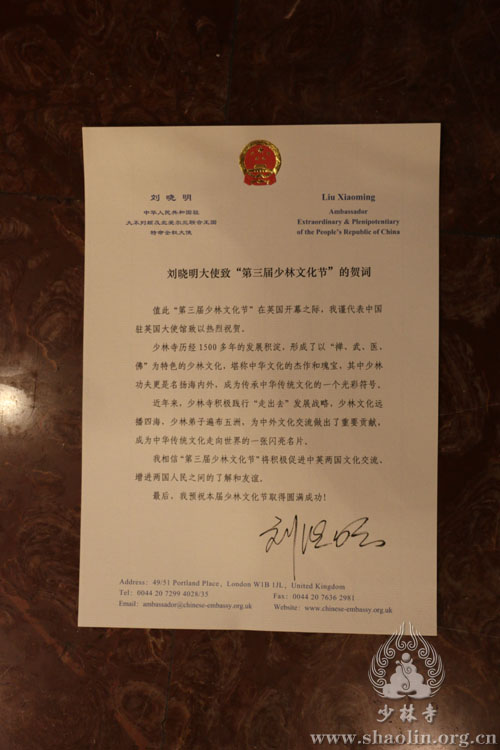 刘晓明
中华人民共和国驻
大不列颠及北爱尔兰联合王国
特命全权大使
Liu Xiaoming
Ambassador
Extraordinary & Plenipotentiary
of the People's Republic of China
刘晓明大使致“第三届少林文化节”的贺词
值此“第三届少林文化节”在英国开幕之际，我谨代表中国
驻英国大使馆致以热烈祝贺。
少林寺历经1500多年的发展积淀，形成了以“禅、武、医、
佛”为特色的少林文化，堪称中华文化的杰作和瑰宝，其中少林
功夫更是名扬海内外，成为传承中华传统文化的一个光彩符号。
近年来，少林寺积极践行“走出去”发展战略，少林文化远
播四海，少林弟子遍布五洲，为中外文化交流做出了重要贡献，
成为中华传统文化走向世界的一张闪亮名片。
我相信“第三届少林文化节”将积极促进中英两国文化交流、
增进两国人民之间的了解和友谊。
最后，我预祝本届少林文化节取得圆满成功！
刘晓明
Address: 49/51 Portland Place, London W1B 1JL, United Kingdom
Tel: 0044 20 7299 4028/35
Fax: 0044 20 7636 2981
Email: ambassador@chinese-embassy.org.uk
Website: www.chinese-embassy.org.uk
少林寺
www.shaolin.org.cn